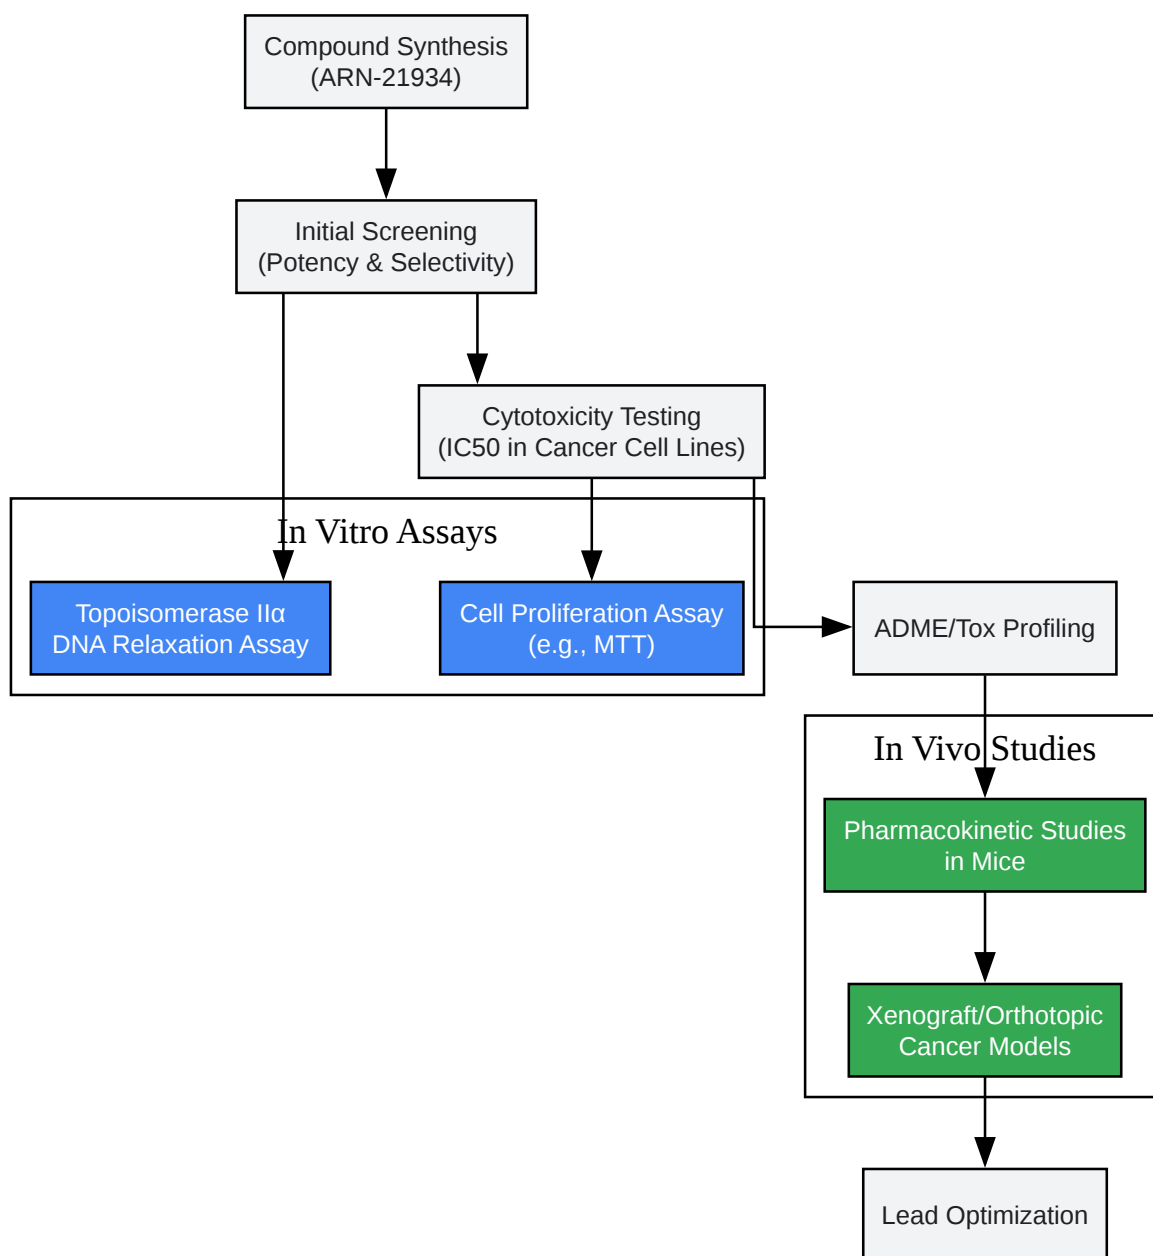 Compound Synthesis
(ARN-21934)
Initial Screening
(Potency & Selectivity)
Cytotoxicity Testing
(IC50 in Cancer Cell Lines)
In Vitro Assays
Topoisomerase IIα
DNA Relaxation Assay
Cell Proliferation Assay
(e.g., MTT)
ADME/Tox Profiling
In Vivo Studies
Pharmacokinetic Studies
in Mice
Xenograft/Orthotopic
Cancer Models
Lead Optimization